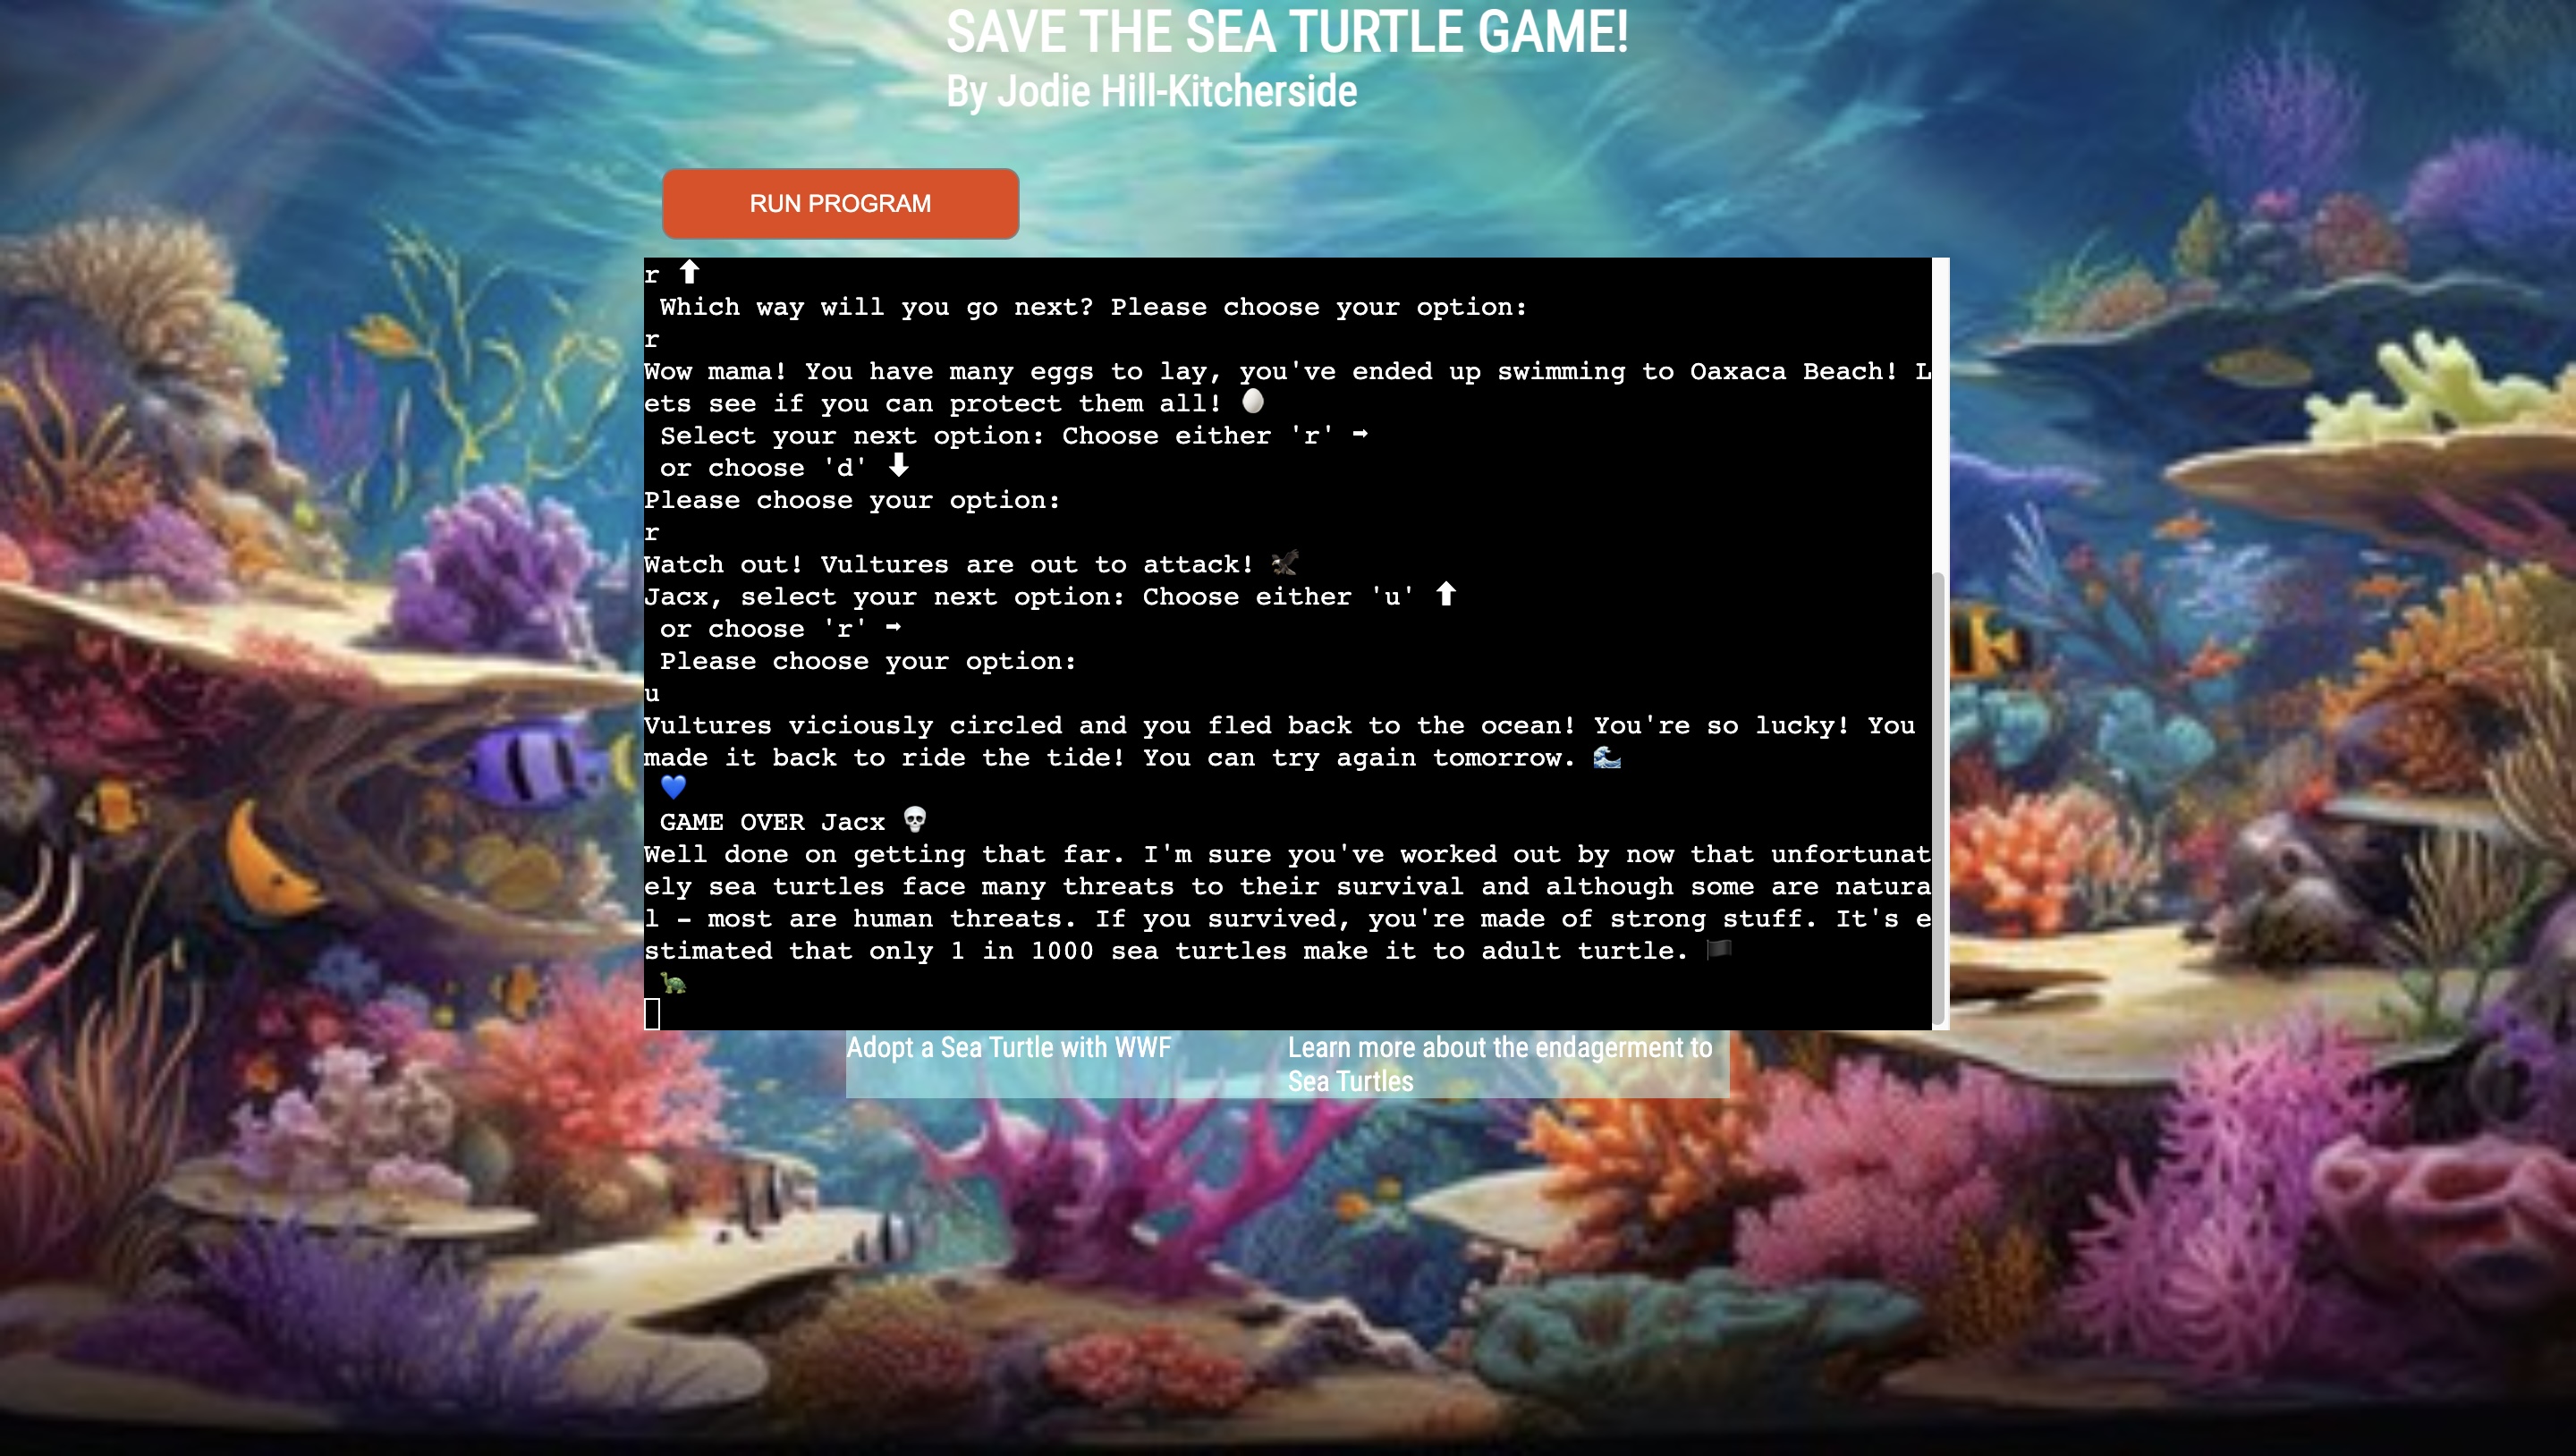 SAVE THE SEA TURTLE GAME!
By Jodie Hill-Kitcherside
RUN PROGRAM
r ⬆
Which way will you go next? Please choose your option:
r
Wow mama! You have many eggs to lay, you've ended up swimming to Oaxaca Beach! L
ets see if you can protect them all! 🥚
Select your next option: Choose either 'r' ➡
or choose 'd' ⬇
Please choose your option:
r
Watch out! Vultures are out to attack! 🦅
Jacx, select your next option: Choose either 'u' ⬆
or choose 'r' ➡
Please choose your option:
u
Vultures viciously circled and you fled back to the ocean! You're so lucky! You
made it back to ride the tide! You can try again tomorrow. 🌊
💙
GAME OVER Jacx 💀
Well done on getting that far. I'm sure you've worked out by now that unfortunat
ely sea turtles face many threats to their survival and although some are natura
l – most are human threats. If you survived, you're made of strong stuff. It's e
stimated that only 1 in 1000 sea turtles make it to adult turtle. 🏴
🐢
Adopt a Sea Turtle with WWF
Learn more about the endagerment to
Sea Turtles